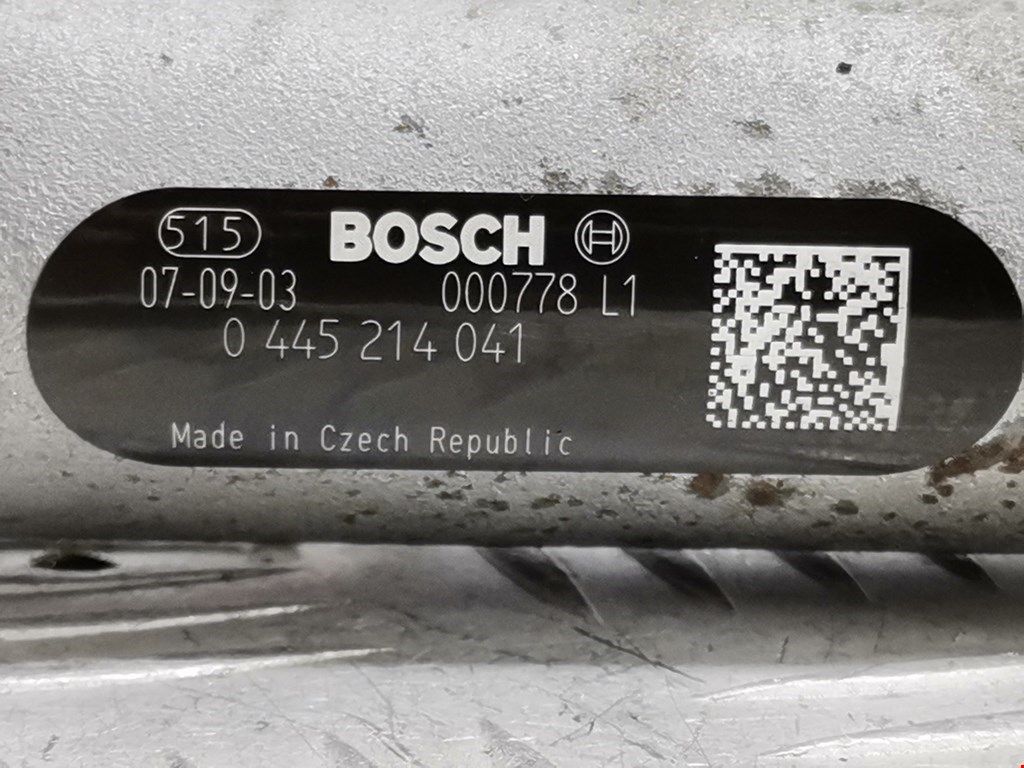 515 BOSCH
07-09-03 000778 L1
0 445 214 041
Made in Czech Republic